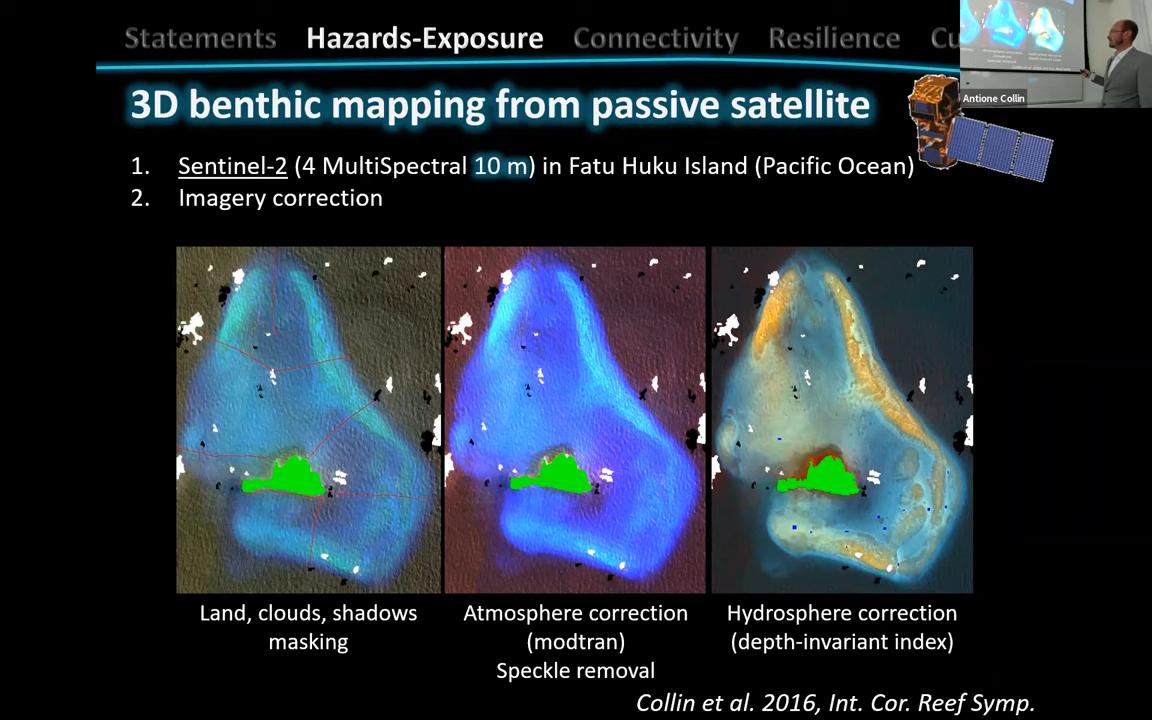 Statements Hazards-Exposure Connectivity Resilience Cu
Antione Collin
3D benthic mapping from passive satellite
1. Sentinel-2 (4 MultiSpectral 10 m) in Fatu Huku Island (Pacific Ocean)
2. Imagery correction
Land, clouds, shadows
masking
Atmosphere correction
(modtran)
Speckle removal
Hydrosphere correction
(depth-invariant index)
Collin et al. 2016, Int. Cor. Reef Symp.